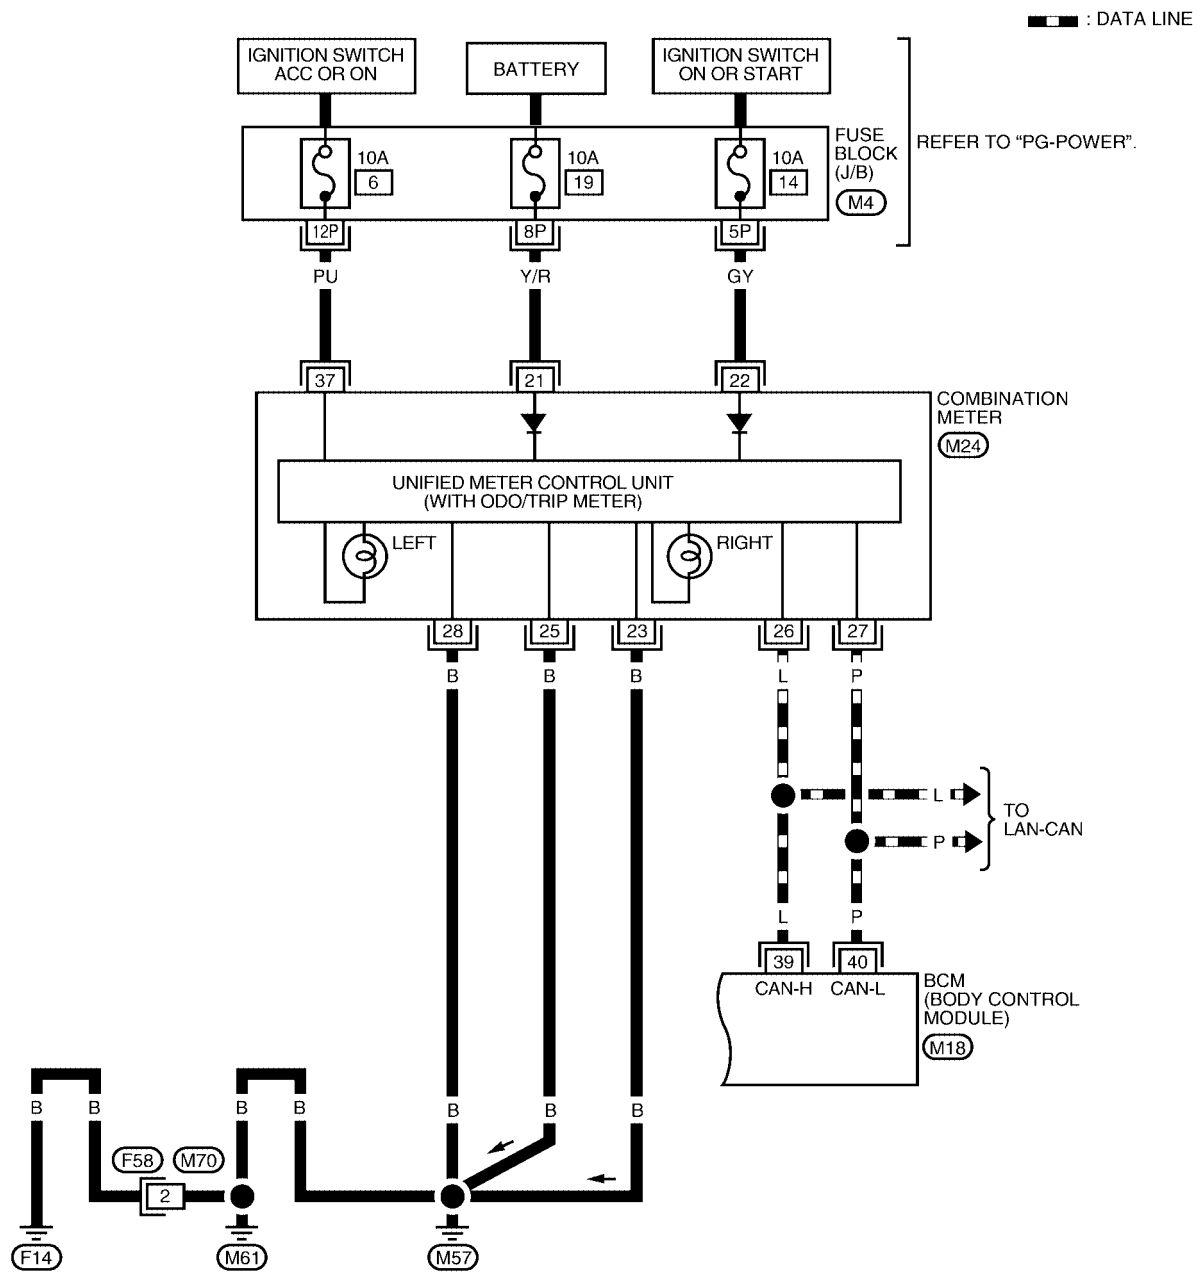 : DATA LINE
IGNITION SWITCH
ACC OR ON
BATTERY
IGNITION SWITCH
ON OR START
10A
6
10A
19
10A
14
FUSE
BLOCK
(J/B)
M4
REFER TO “PG-POWER”.
12P
8P
5P
PU
Y/R
GY
37
21
22
COMBINATION
METER
M24
UNIFIED METER CONTROL UNIT
(WITH ODO/TRIP METER)
LEFT
RIGHT
28
25
23
26
27
B
B
B
L
P
L
P
TO
LAN-CAN
L
P
39
40
CAN-H
CAN-L
BCM
(BODY CONTROL
MODULE)
M18
B
B
B
B
B
B
B
F58
M70
2
F14
M61
M57